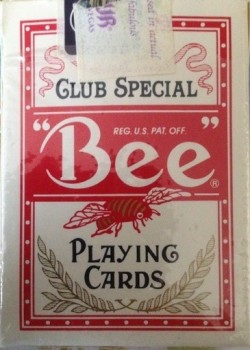 CLUB SPECIAL
REG. U.S. PAT. OFF.
"Bee"®
PLAYING
CARDS